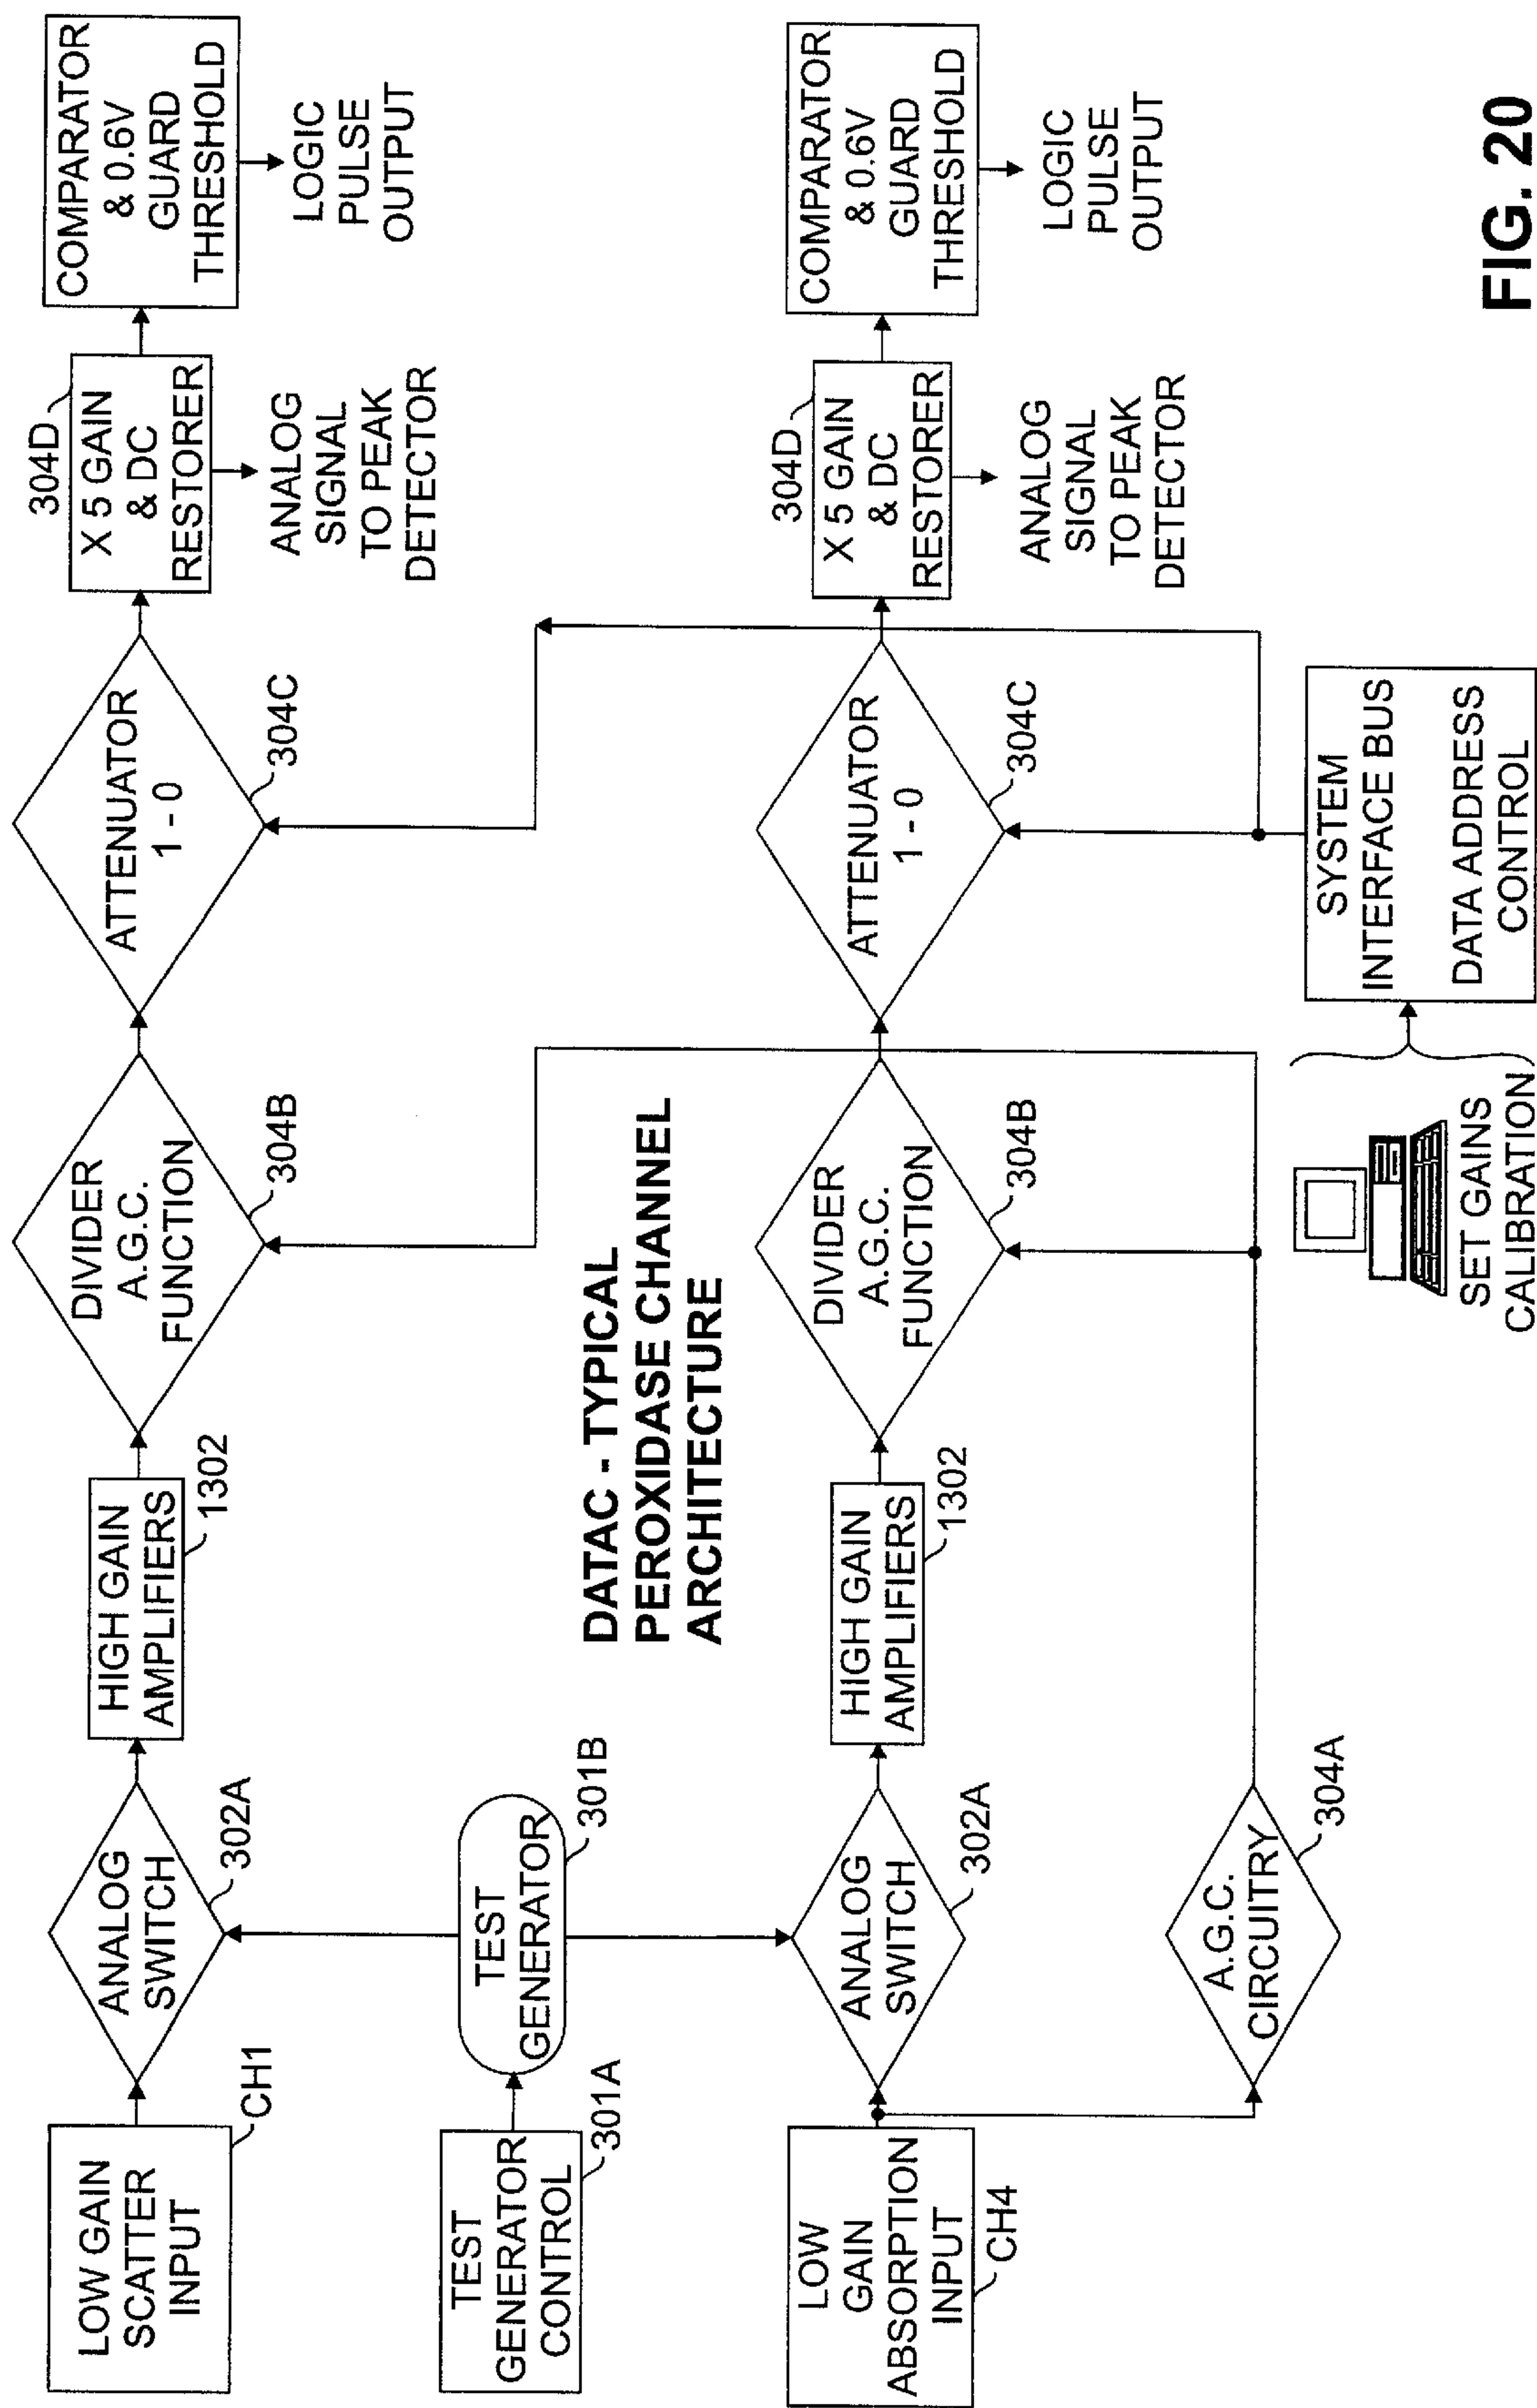 LOW GAIN
SCATTER
INPUT
CH1
ANALOG
SWITCH
302A
HIGH GAIN
AMPLIFIERS
1302
DIVIDER
A.G.C.
FUNCTION
304B
ATTENUATOR
1 - 0
304C
304D
X 5 GAIN
& DC
RESTORER
ANALOG
SIGNAL
TO PEAK
DETECTOR
COMPARATOR
& 0.6V
GUARD
THRESHOLD
LOGIC
PULSE
OUTPUT
TEST
GENERATOR
CONTROL
301A
TEST
GENERATOR
301B
DATAC - TYPICAL
PEROXIDASE CHANNEL
ARCHITECTURE
LOW
GAIN
ABSORPTION
INPUT
CH4
ANALOG
SWITCH
302A
HIGH GAIN
AMPLIFIERS
1302
DIVIDER
A.G.C.
FUNCTION
304B
ATTENUATOR
1 - 0
304C
304D
X 5 GAIN
& DC
RESTORER
ANALOG
SIGNAL
TO PEAK
DETECTOR
COMPARATOR
& 0.6V
GUARD
THRESHOLD
LOGIC
PULSE
OUTPUT
A.G.C.
CIRCUITRY
304A
SET GAINS
CALIBRATION
SYSTEM
INTERFACE BUS
DATA ADDRESS
CONTROL
FIG. 20